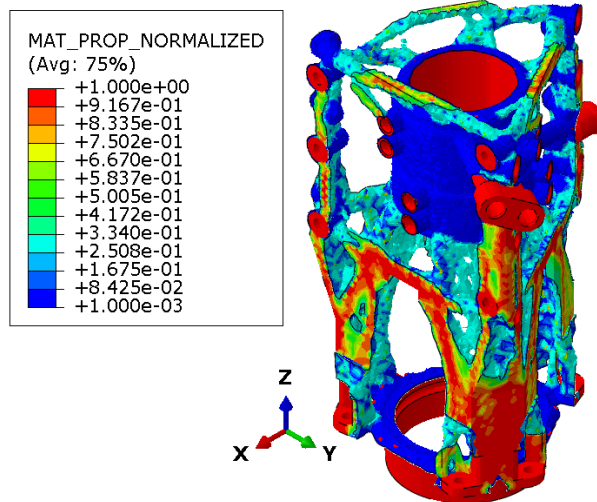 MAT_PROP_NORMALIZED
(Avg: 75%)
+1.000e+00
+9.167e-01
+8.335e-01
+7.502e-01
+6.670e-01
+5.837e-01
+5.005e-01
+4.172e-01
+3.340e-01
+2.508e-01
+1.675e-01
+8.425e-02
+1.000e-03
Z
X
Y